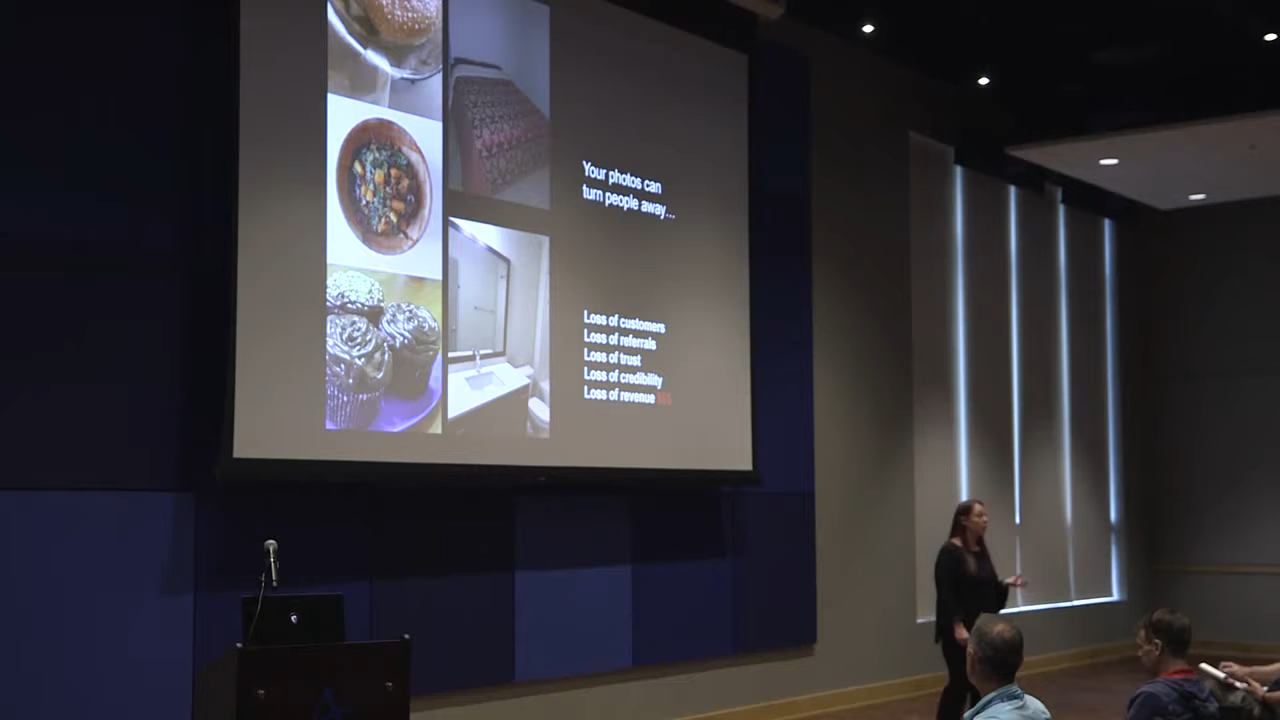 Your photos can
turn people away...
Loss of customers
Loss of referrals
Loss of trust
Loss of credibility
Loss of revenue $$$